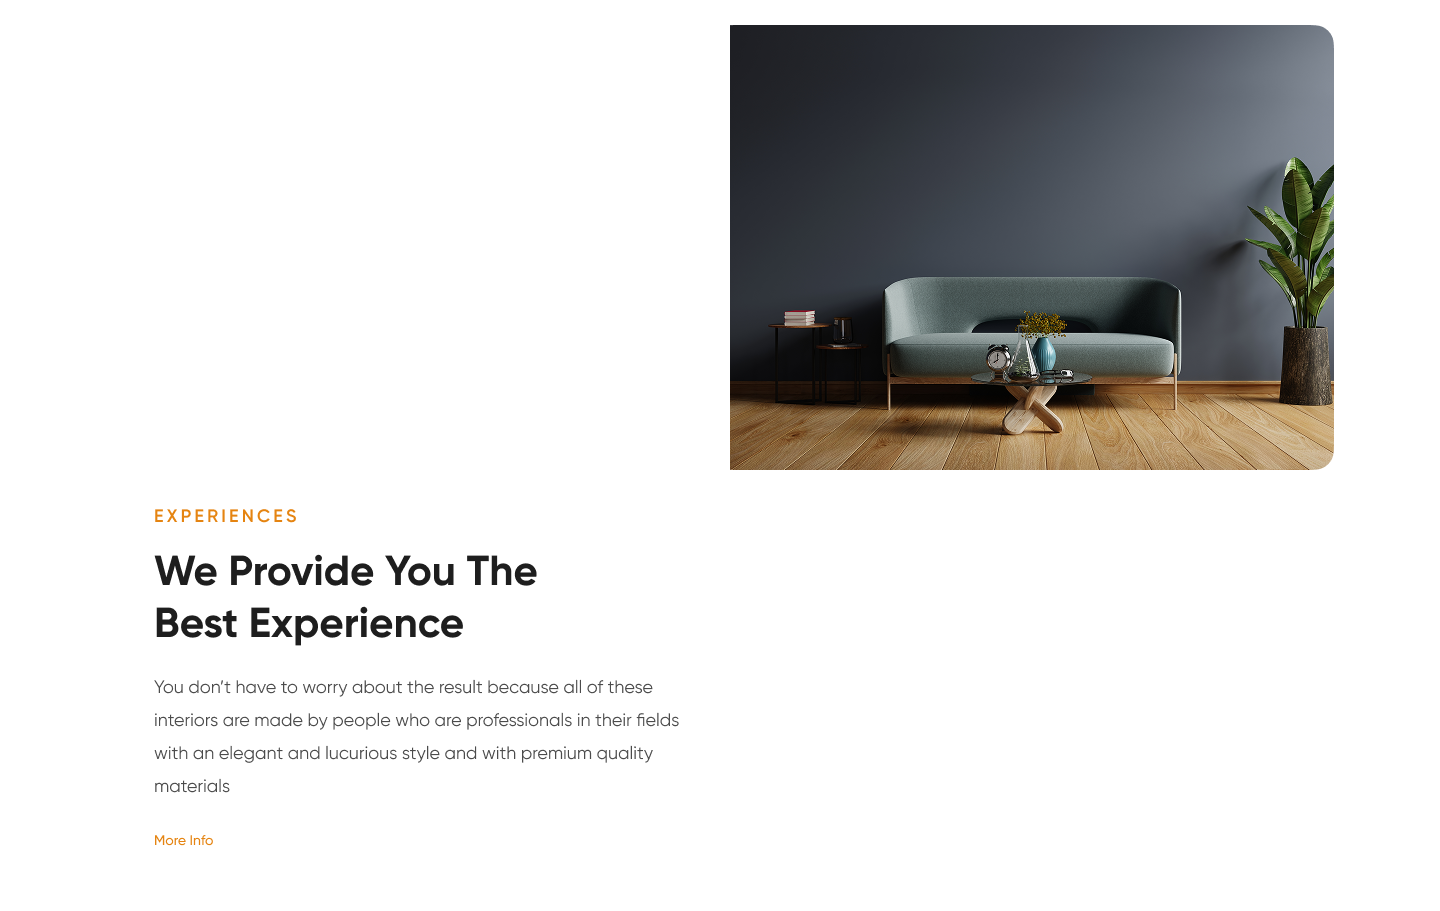 EXPERIENCES
We Provide You The
Best Experience
You don’t have to worry about the result because all of these
interiors are made by people who are professionals in their fields
with an elegant and lucurious style and with premium quality
materials
More Info